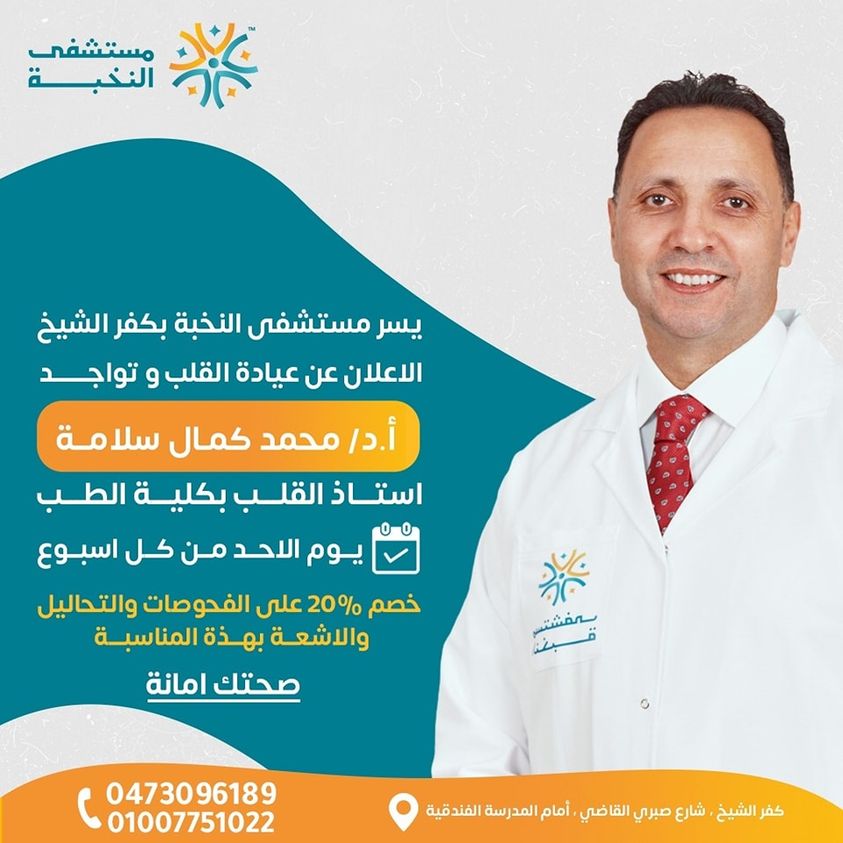 مستشفى
النخبة
TM
يسر مستشفى النخبة بكفر الشيخ
الاعلان عن عيادة القلب و تواجد
أ.د/ محمد كمال سلامة
استاذ القلب بكلية الطب
يوم الاحد من كل اسبوع
خصم 20% على الفحوصات والتحاليل
والاشعة بهذة المناسبة
صحتك امانة
0473096189
01007751022
كفر الشيخ ، شارع صبري القاضي ، أمام المدرسة الفندقية